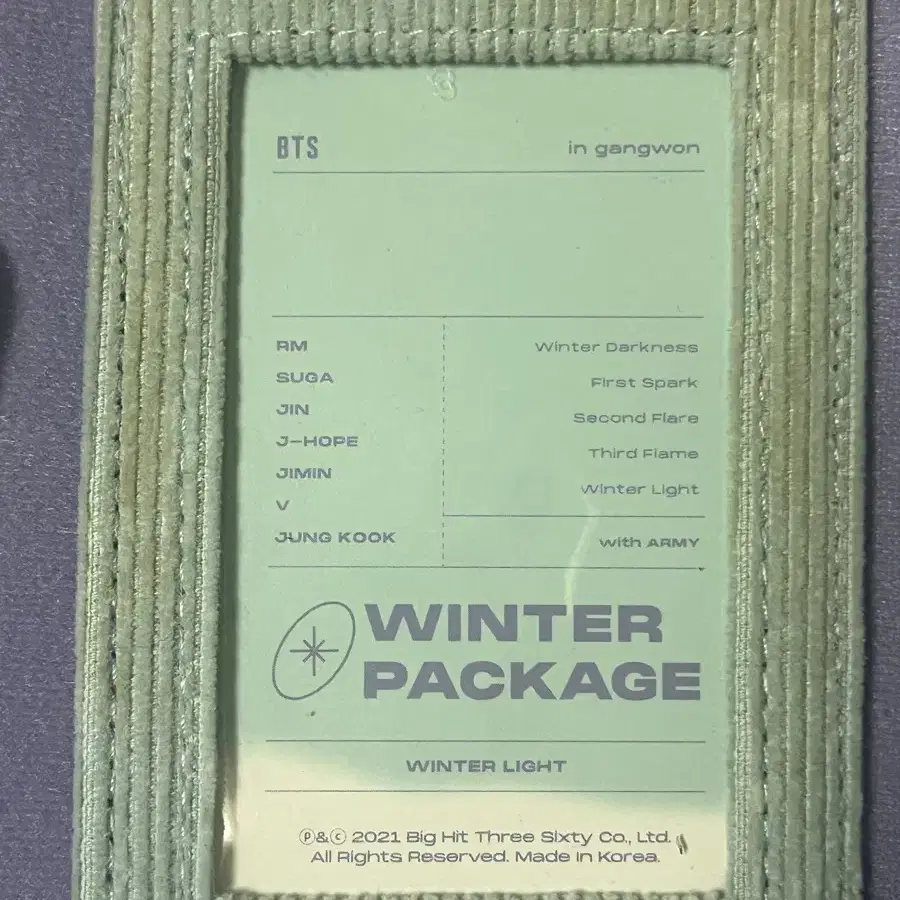 BTS
in gangwon
RM
SUGA
JIN
J-HOPE
JIMIN
V
JUNG KOOK
Winter Darkness
First Spark
Second Flare
Third Flame
Winter Light
with ARMY
WINTER
PACKAGE
WINTER LIGHT
Ⓟ&© 2021 Big Hit Three Sixty Co., Ltd.
All Rights Reserved. Made in Korea.